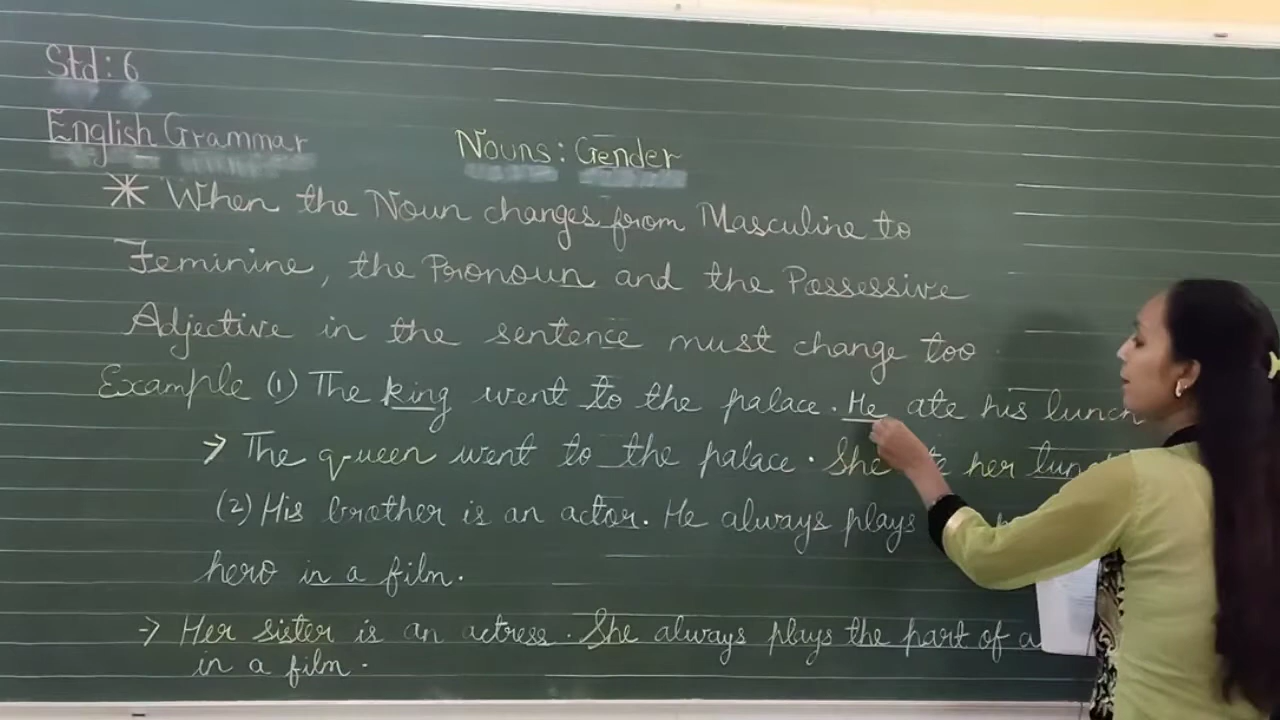 Std: 6
English Grammar
Nouns: Gender
* When the Noun changes from Masculine to
Feminine, the Pronoun and the Possessive
Adjective in the sentence must change too
Example (1) The king went to the palace. He ate his lunch
→ The queen went to the palace. She her
(2) His brother is an actor. He always plays
hero in a film.
→ Her sister is an actress. She always plays the part of a
in a film.